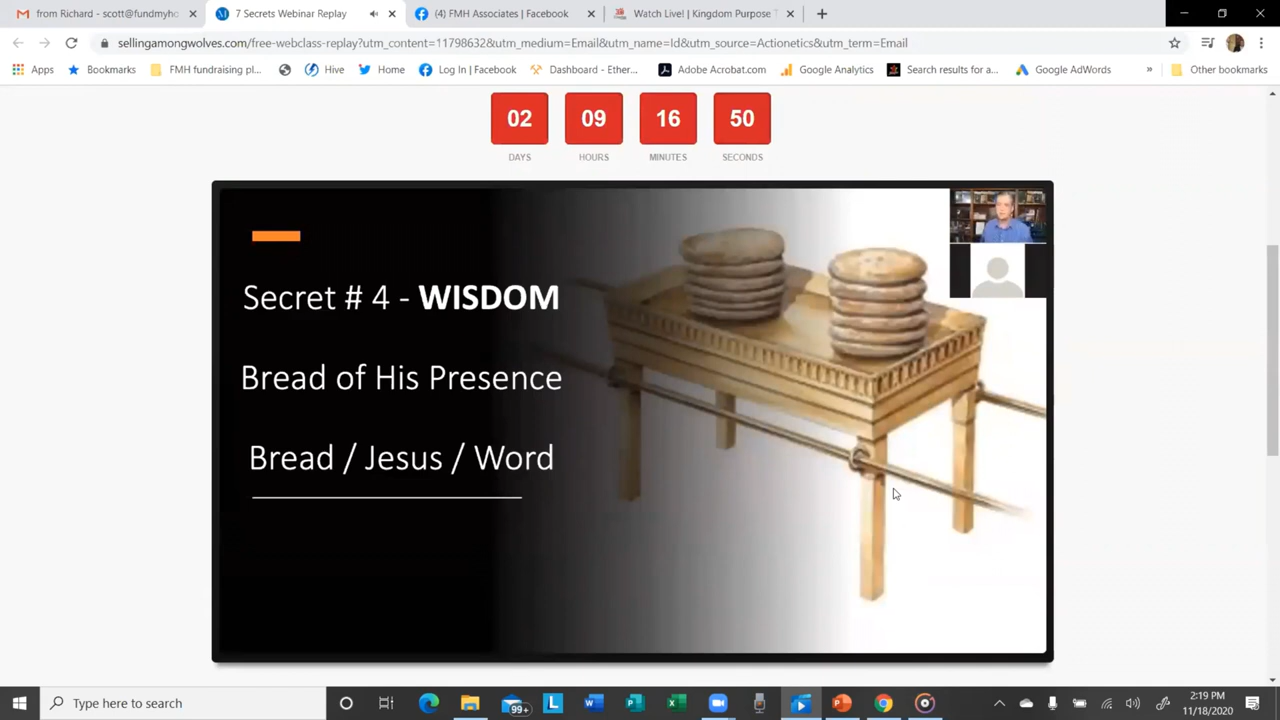 from Richard - scott@fundmyho
7 Secrets Webinar Replay
(4) FMH Associates | Facebook
Watch Live! | Kingdom Purpose T
sellingamongwolves.com/free-webclass-replay?utm_content=11798632&utm_medium=Email&utm_name=Id&utm_source=Actionetics&utm_term=Email
Apps
Bookmarks
FMH fundraising pl...
Hive
Home
Log In | Facebook
Dashboard - Ether...
Adobe Acrobat.com
Google Analytics
Search results for a...
Google AdWords
»
Other bookmarks
02 09 16 50
DAYS HOURS MINUTES SECONDS
Secret # 4 - WISDOM
Bread of His Presence
Bread / Jesus / Word
Type here to search
99+
2:19 PM
11/18/2020